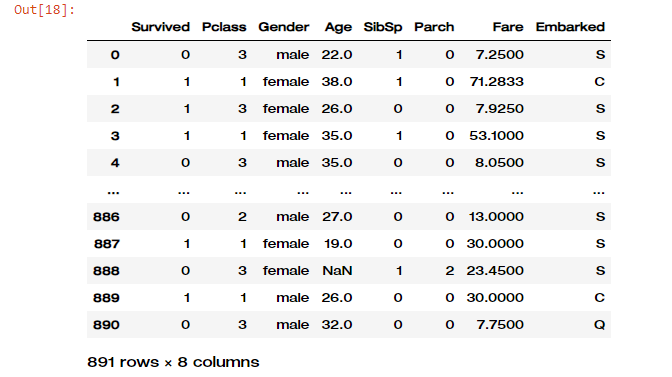 Out[18]:
Survived Pclass Gender Age SibSp Parch Fare Embarked
0 0 3 male 22.0 1 0 7.2500 S
1 1 1 female 38.0 1 0 71.2833 C
2 1 3 female 26.0 0 0 7.9250 S
3 1 1 female 35.0 1 0 53.1000 S
4 0 3 male 35.0 0 0 8.0500 S
... ... ... ... ... ... ... ... ...
886 0 2 male 27.0 0 0 13.0000 S
887 1 1 female 19.0 0 0 30.0000 S
888 0 3 female NaN 1 2 23.4500 S
889 1 1 male 26.0 0 0 30.0000 C
890 0 3 male 32.0 0 0 7.7500 Q
891 rows × 8 columns